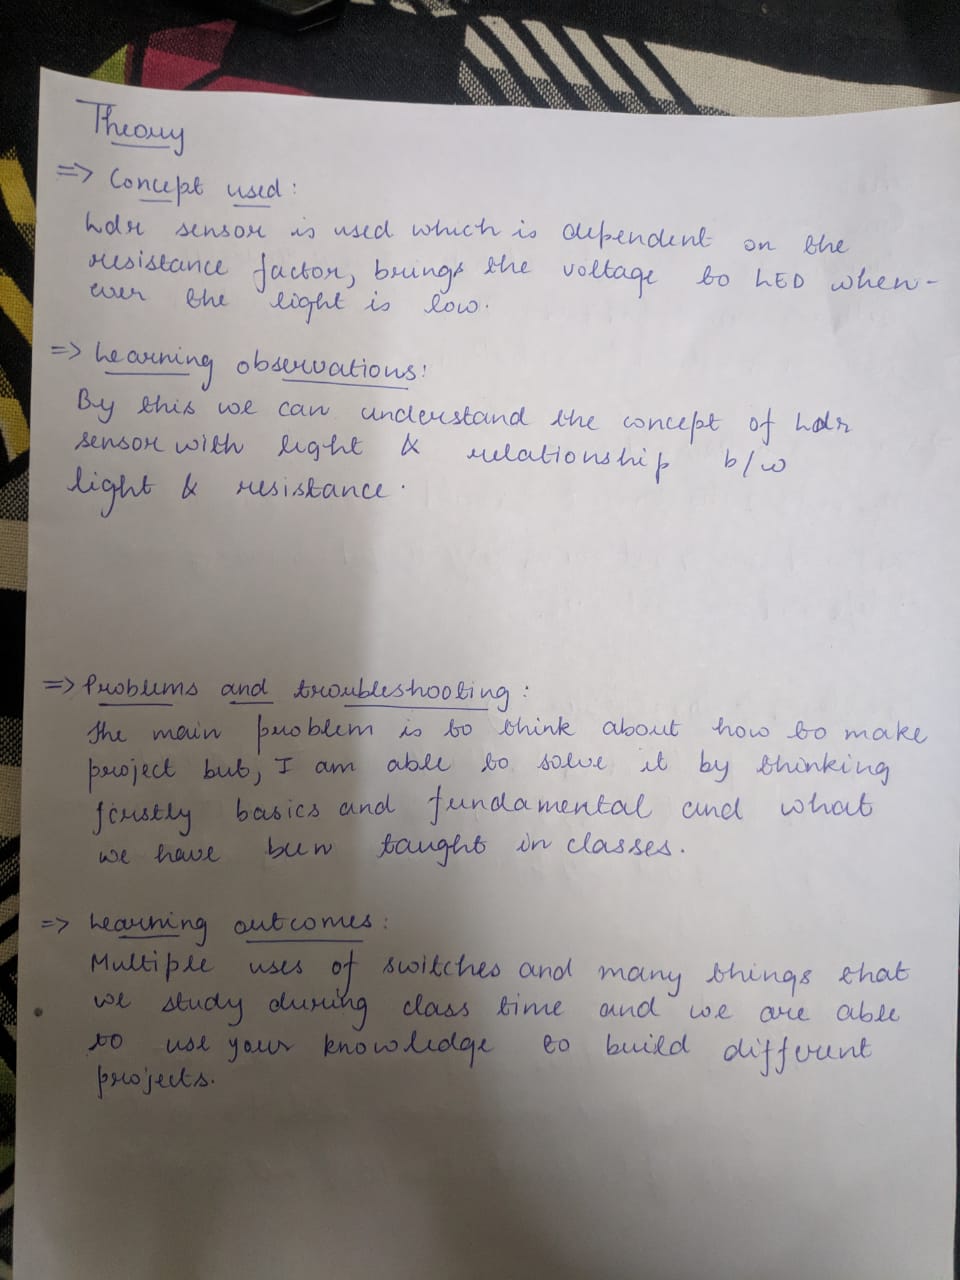 Theory
=> Concept used:
Ldr sensor is used which is dependent on the
resistance factor, brings the voltage to LED when-
ever the light is low.
=> Learning observations:
By this we can understand the concept of Ldr
sensor with light & relationship b/w
light & resistance.
=> Problems and troubleshooting:
The main problem is to think about how to make
project but, I am able to solve it by thinking
firstly basics and fundamental and what
we have been taught in classes.
=> Learning outcomes:
Multiple uses of switches and many things that
we study during class time and we are able
to use your knowledge to build different
projects.